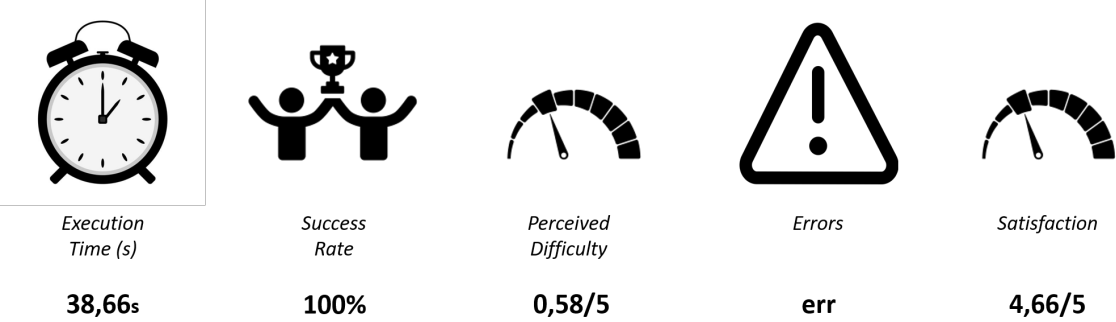 Execution
Time (s)
38,66s
Success
Rate
100%
Perceived
Difficulty
0,58/5
Errors
err
Satisfaction
4,66/5